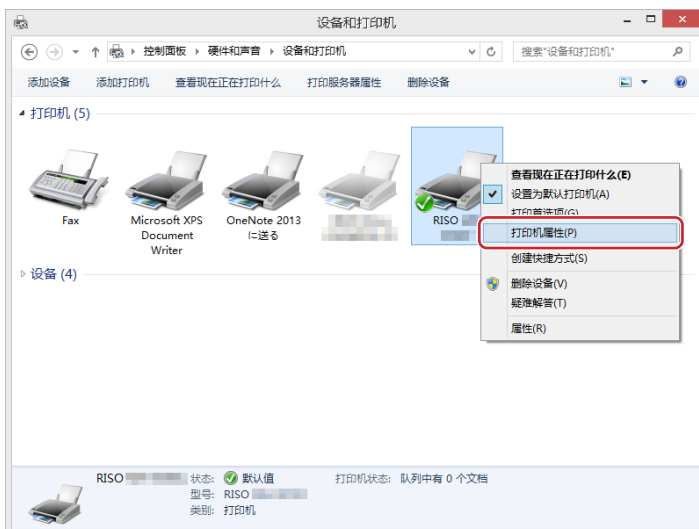 设备和打印机
控制面板 ▸ 硬件和声音 ▸ 设备和打印机
搜索"设备和打印机"
添加设备 添加打印机 查看现在正在打印什么 打印服务器属性 删除设备
打印机 (5)
Fax
Microsoft XPS
Document
Writer
OneNote 2013
に送る
RISO
查看现在正在打印什么(E)
设置为默认打印机(A)
打印首选项(G)
打印机属性(P)
创建快捷方式(S)
删除设备(V)
疑难解答(T)
属性(R)
设备 (4)
RISO 状态: 默认值 打印机状态: 队列中有 0 个文档
型号: RISO
类别: 打印机